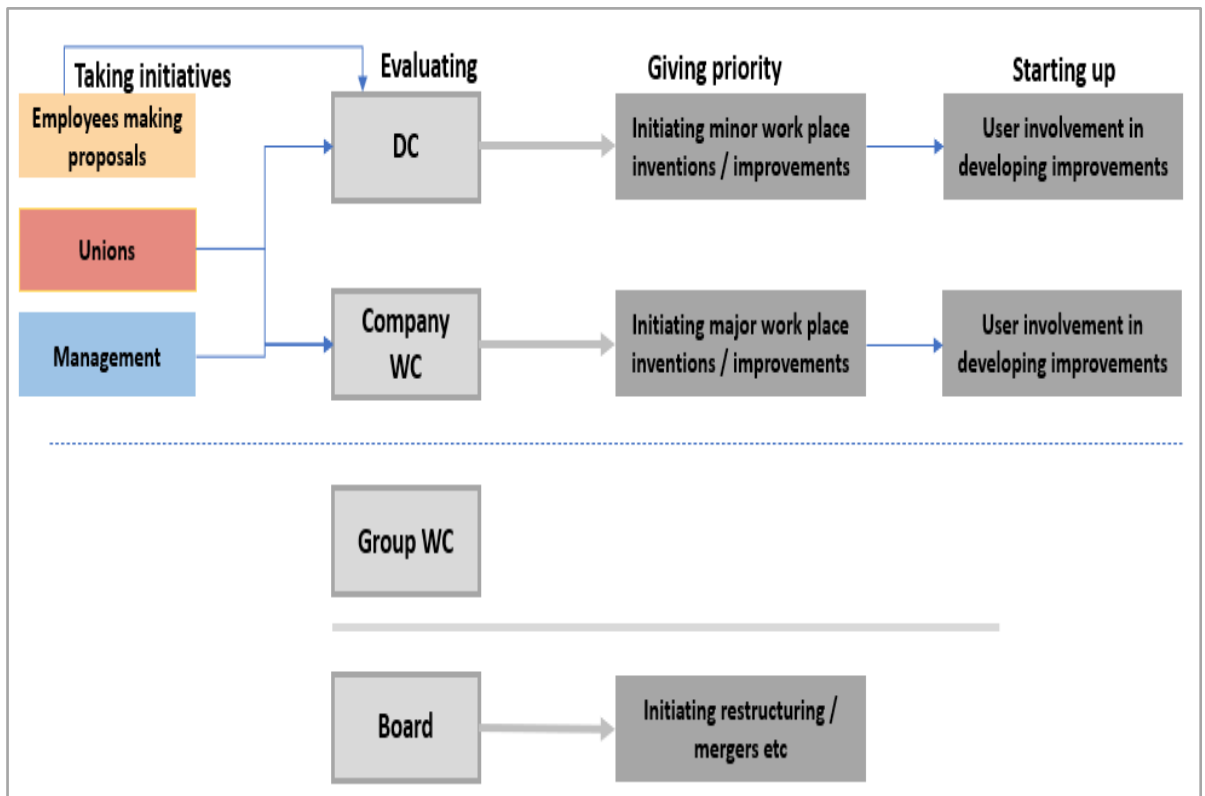 Taking initiatives
Evaluating
Giving priority
Starting up
Employees making
proposals
DC
Initiating minor work place
inventions / improvements
User involvement in
developing improvements
Unions
Management
Company
WC
Initiating major work place
inventions / improvements
User involvement in
developing improvements
Group WC
Board
Initiating restructuring /
mergers etc